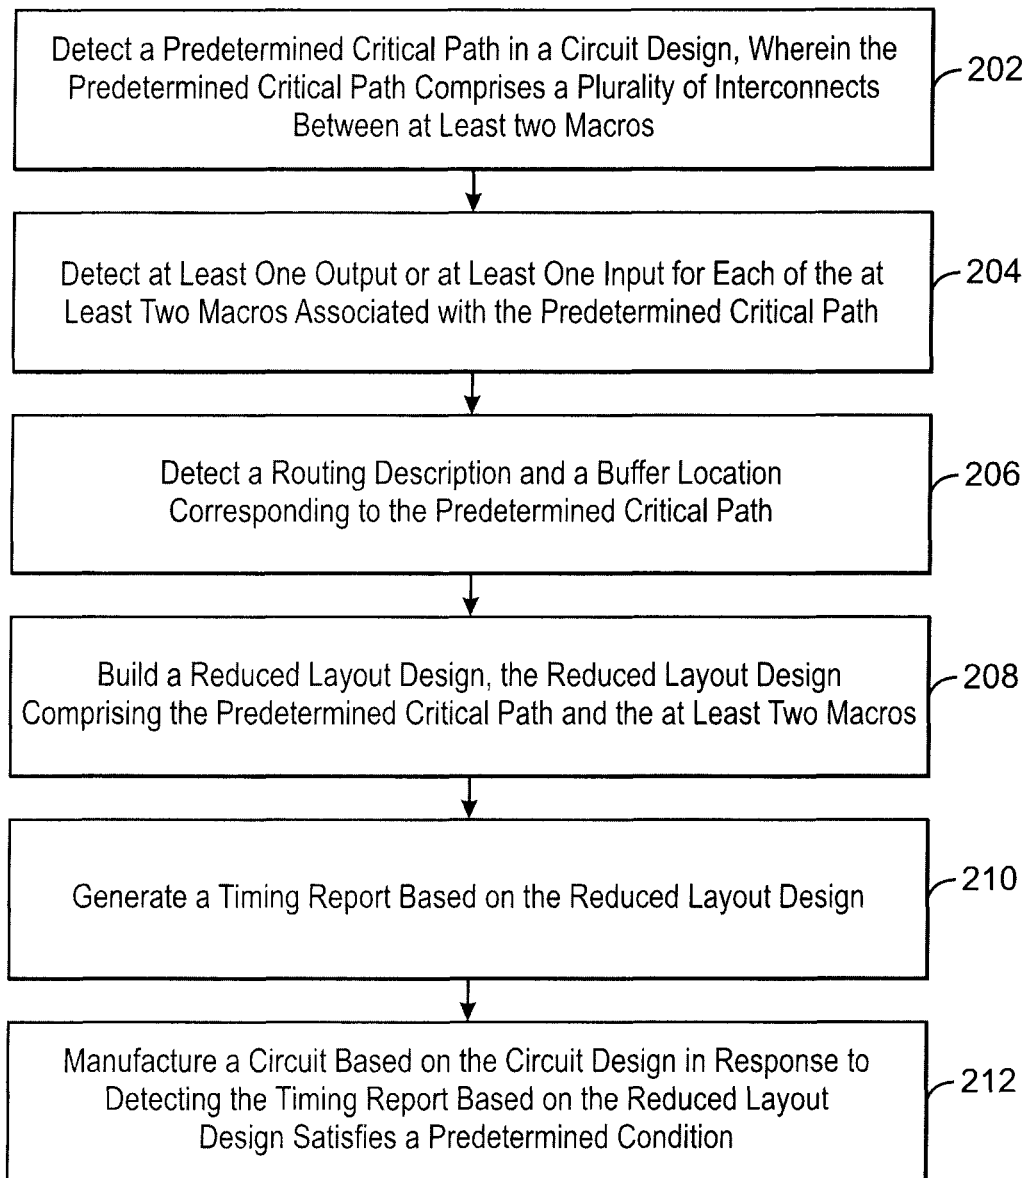 Detect a Predetermined Critical Path in a Circuit Design, Wherein the
Predetermined Critical Path Comprises a Plurality of Interconnects
Between at Least two Macros
202
Detect at Least One Output or at Least One Input for Each of the at
Least Two Macros Associated with the Predetermined Critical Path
204
Detect a Routing Description and a Buffer Location
Corresponding to the Predetermined Critical Path
206
Build a Reduced Layout Design, the Reduced Layout Design
Comprising the Predetermined Critical Path and the at Least Two Macros
208
Generate a Timing Report Based on the Reduced Layout Design
210
Manufacture a Circuit Based on the Circuit Design in Response to
Detecting the Timing Report Based on the Reduced Layout
Design Satisfies a Predetermined Condition
212